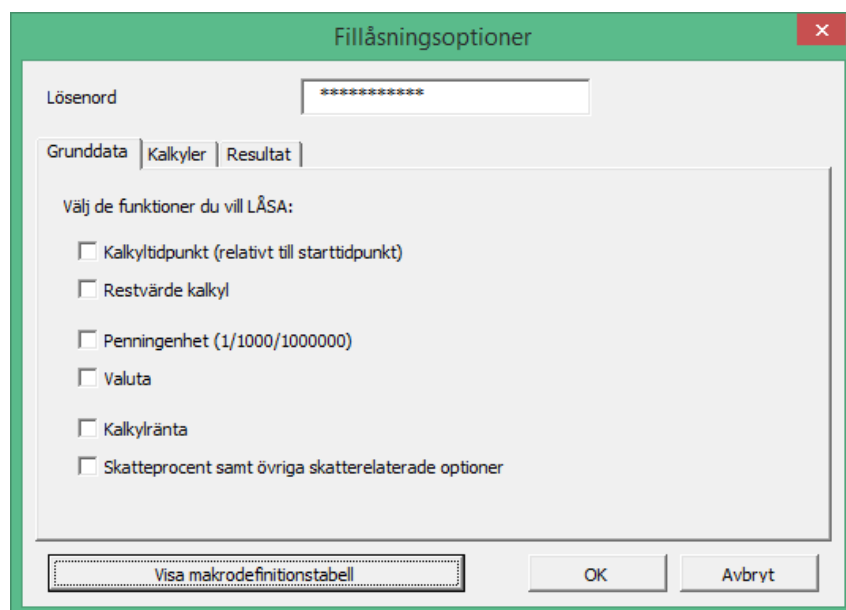 Fillåsningsoptioner
Lösenord ***********
Grunddata Kalkyler Resultat
Välj de funktioner du vill LÅSA:
Kalkyltidpunkt (relativt till starttidpunkt)
Restvärde kalkyl
Penningenhet (1/1000/1000000)
Valuta
Kalkylränta
Skatteprocent samt övriga skatterelaterade optioner
Visa makrodefinitionstabell OK Avbryt